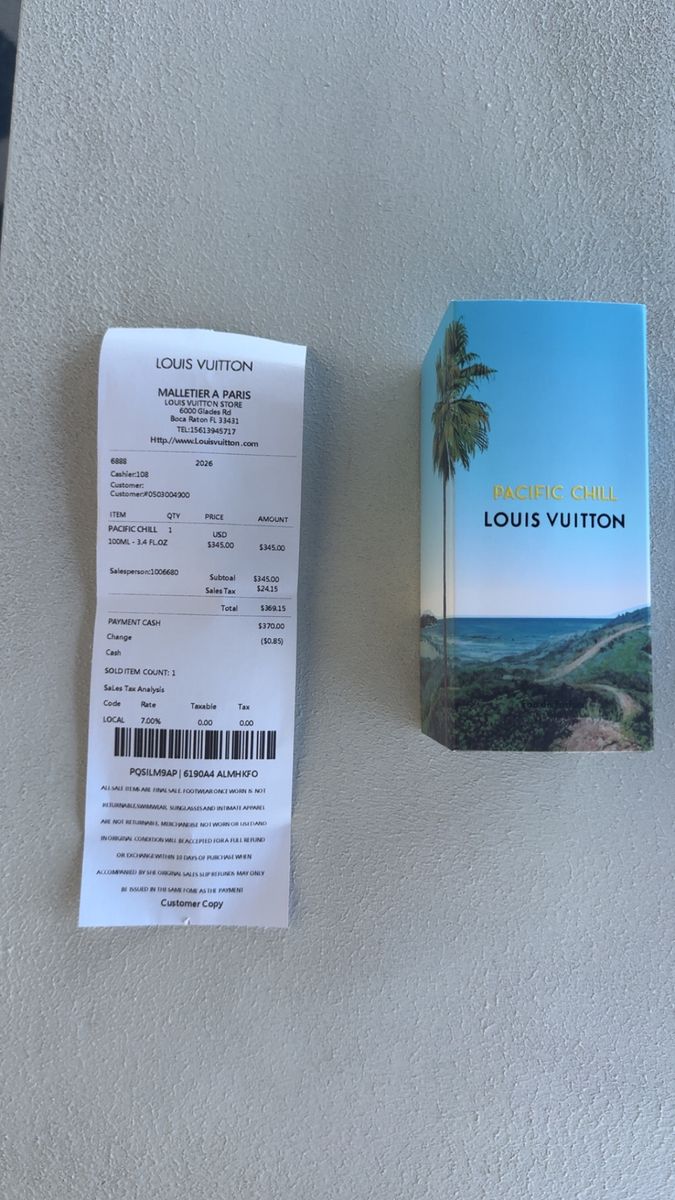 LOUIS VUITTON
MALLETIER A PARIS
LOUIS VUITTON STORE
6000 Glades Rd
Boca Raton FL 33431
TEL:15613945717
Http://www.Louisvuitton.com
6888 2026
Cashier:108
Customer:
Customer#0503004900
ITEM QTY PRICE AMOUNT
PACIFIC CHILL 1 USD
100ML - 3.4 FL.OZ $345.00 $345.00
Salesperson:1006680
Subtoal $345.00
Sales Tax $24.15
Total $369.15
PAYMENT CASH $370.00
Change ($0.85)
Cash
SOLD ITEM COUNT: 1
SaLes Tax Analysis
Code Rate Taxable Tax
LOCAL 7.00% 0.00 0.00
PQSILM9AP | 6190A4 ALMHKFO
ALL SALE ITEMS ARE FINAL SALE. FOOTWEAR ONCE WORN IS NOT
RETURNABLE.SWIMWEAR, SUNGLASSES AND INTIMATE APPAREL
ARE NOT RETURNABLE. MERCHANDISE NOT WORN OR USED AND
IN ORIGINAL CONDITION WILL BE ACCEPTED FOR A FULL REFUND
OR EXCHANGE WITHIN 10 DAYS OF PURCHASE WHEN
ACCOMPANIED BY SHE ORIGINAL SALES SLIP REFUNDS MAY ONLY
BE ISSUED IN THE SAME FOME AS THE PAYMENT
Customer Copy
PACIFIC CHILL
LOUIS VUITTON